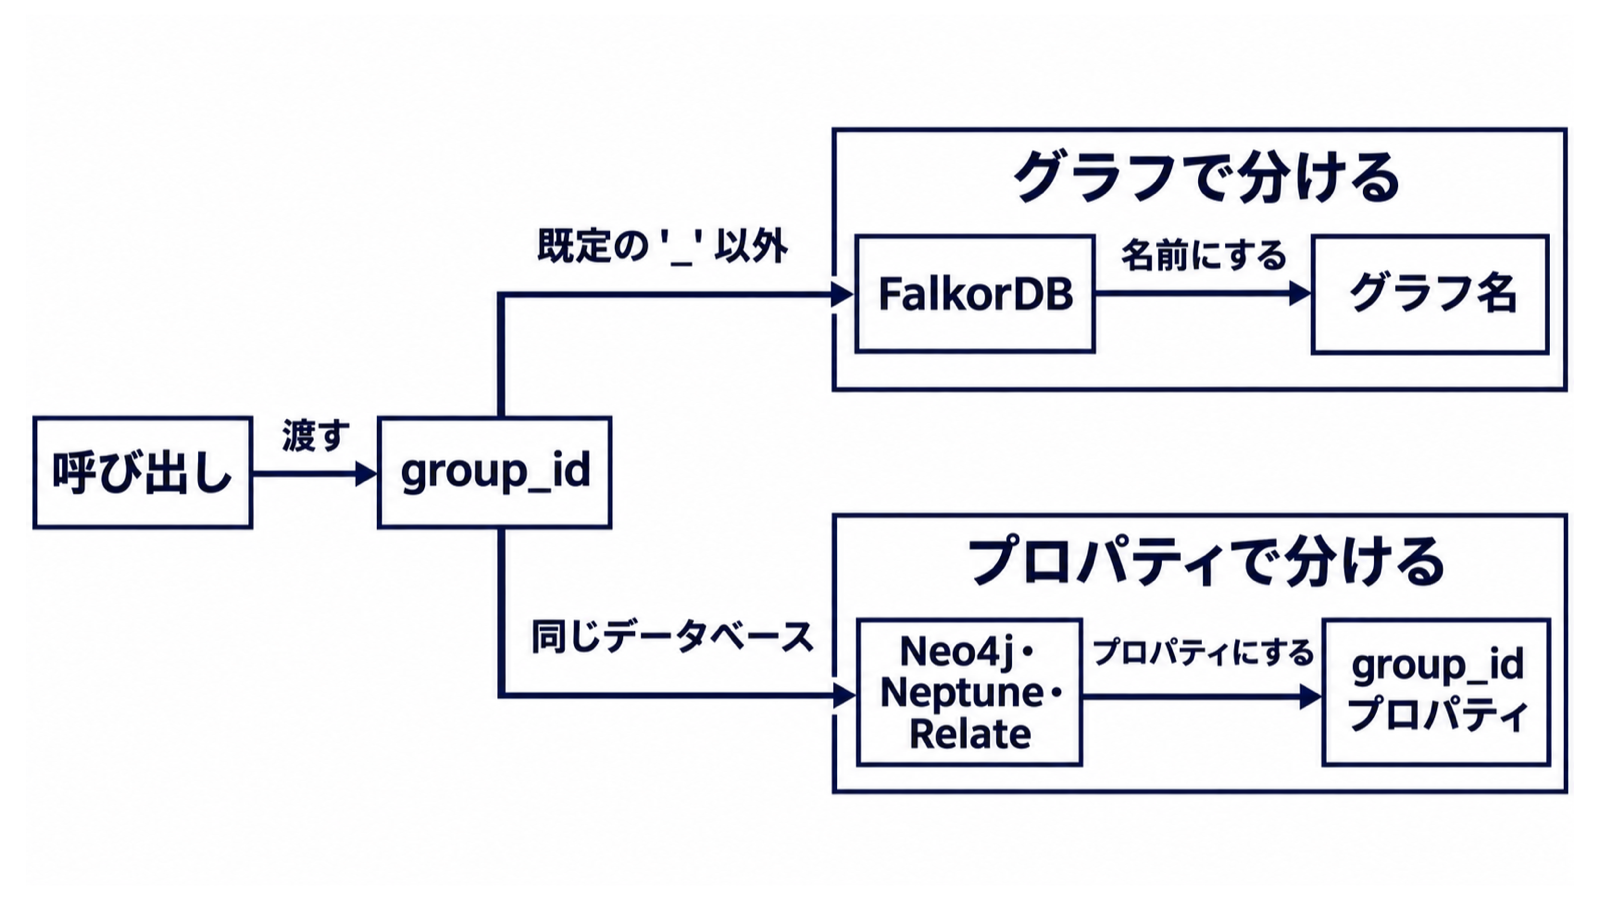 呼び出し
渡す
group_id
既定の '_' 以外
グラフで分ける
FalkorDB
名前にする
グラフ名
同じデータベース
プロパティで分ける
Neo4j・
Neptune・
Relate
プロパティにする
group_id
プロパティ